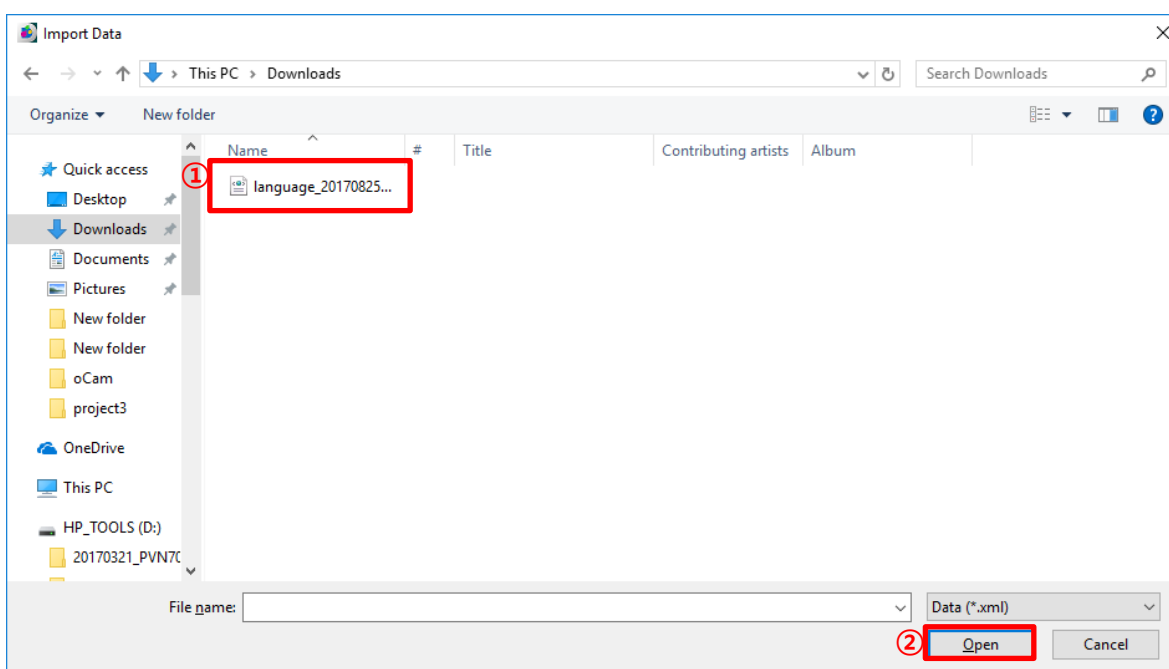 Import Data
This PC > Downloads
Search Downloads
Organize
New folder
?
Name # Title Contributing artists Album
Quick access
Desktop
Downloads
Documents
Pictures
New folder
New folder
oCam
project3
OneDrive
This PC
HP_TOOLS (D:)
20170321_PVN70
①
language_20170825...
File name:
Data (*.xml)
②
Open
Cancel